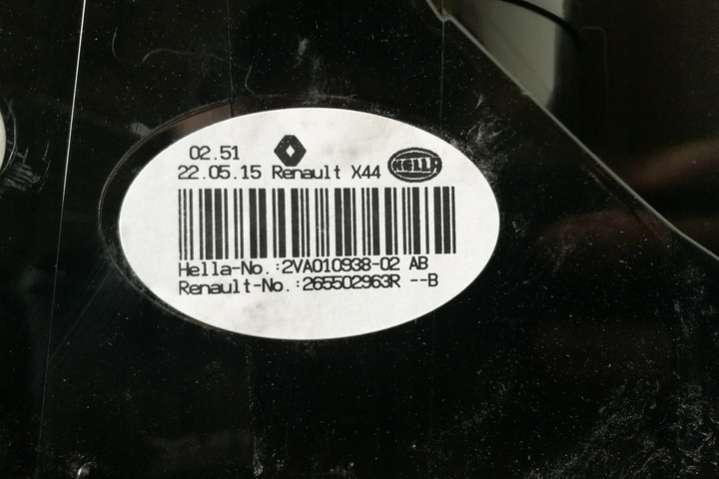 02.51
22.05.15 Renault X44 HELLA
Hella-No.:2VA010938-02 AB
Renault-No.:265502963R --B